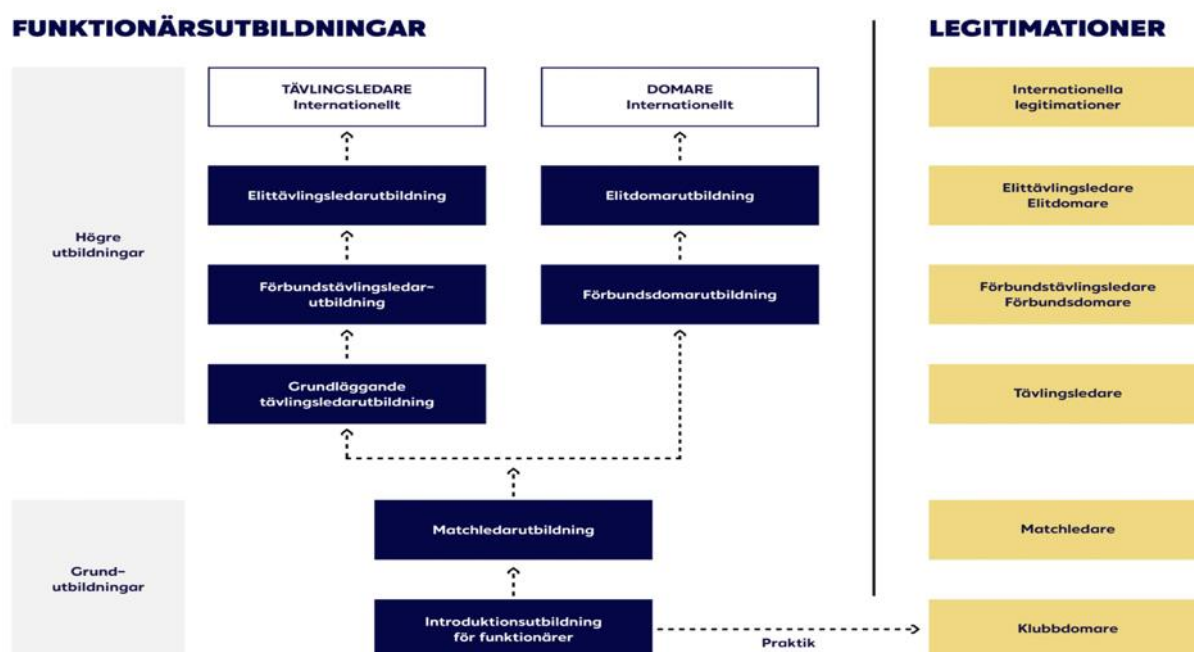 FUNKTIONÄRSUTBILDNINGAR
LEGITIMATIONER
TÄVLINGSLEDARE
Internationellt
DOMARE
Internationellt
Internationella
legitimationer
Elittävlingsledarutbildning
Elitdomarutbildning
Elittävlingsledare
Elitdomare
Högre
utbildningar
Förbundstävlingsledar-
utbildning
Förbundsdomarutbildning
Förbundstävlingsledare
Förbundsdomare
Grundläggande
tävlingsledarutbildning
Tävlingsledare
Matchledarutbildning
Matchledare
Grund-
utbildningar
Introduktionsutbildning
för funktionärer
Praktik
Klubbdomare